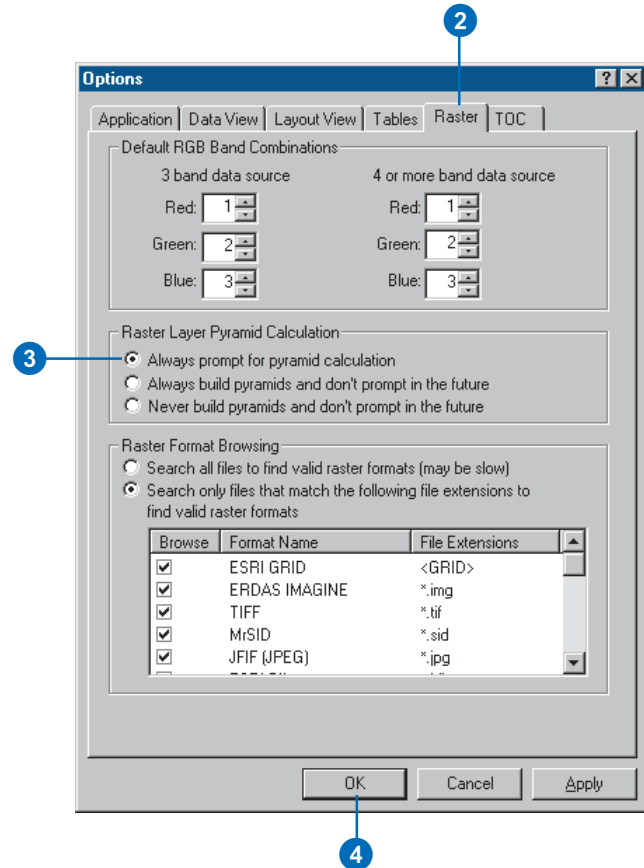 2
Options
Application Data View Layout View Tables Raster TOC
Default RGB Band Combinations
3 band data source 4 or more band data source
Red: 1 Red: 1
Green: 2 Green: 2
Blue: 3 Blue: 3
Raster Layer Pyramid Calculation
3
Always prompt for pyramid calculation
Always build pyramids and don't prompt in the future
Never build pyramids and don't prompt in the future
Raster Format Browsing
Search all files to find valid raster formats (may be slow)
Search only files that match the following file extensions to
find valid raster formats
Browse Format Name File Extensions
ESRI GRID <GRID>
ERDAS IMAGINE *.img
TIFF *.tif
MrSID *.sid
JFIF (JPEG) *.jpg
OK Cancel Apply
4